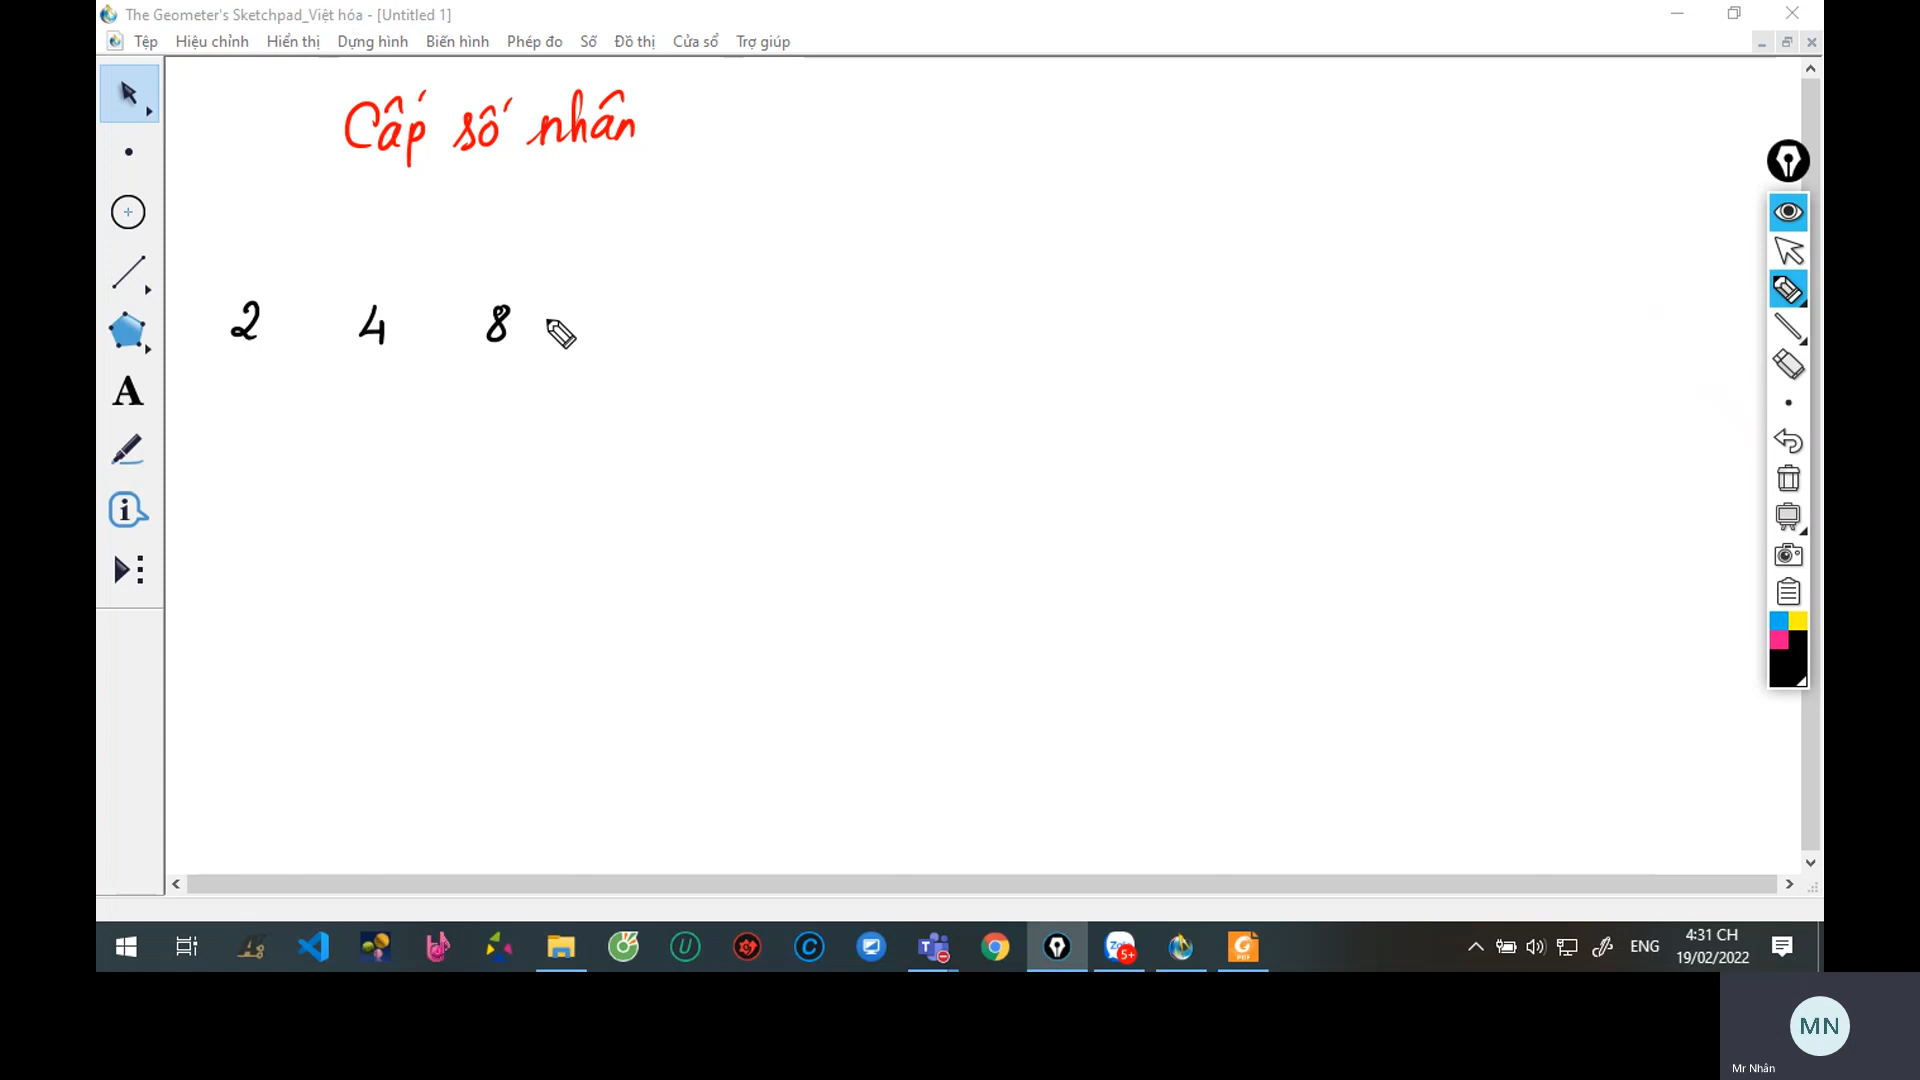 The Geometer's Sketchpad_Việt hóa - [Untitled 1]
Tệp Hiệu chỉnh Hiển thị Dựng hình Biến hình Phép đo Số Đồ thị Cửa sổ Trợ giúp
Cấp số nhân
2 4 8
A
ENG
4:31 CH
19/02/2022
5+
MN
Mr Nhân